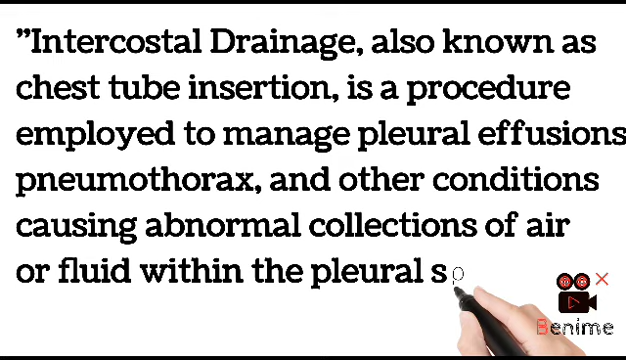 "Intercostal Drainage, also known as
chest tube insertion, is a procedure
employed to manage pleural effusions
pneumothorax, and other conditions
causing abnormal collections of air
or fluid within the pleural sp
Benime